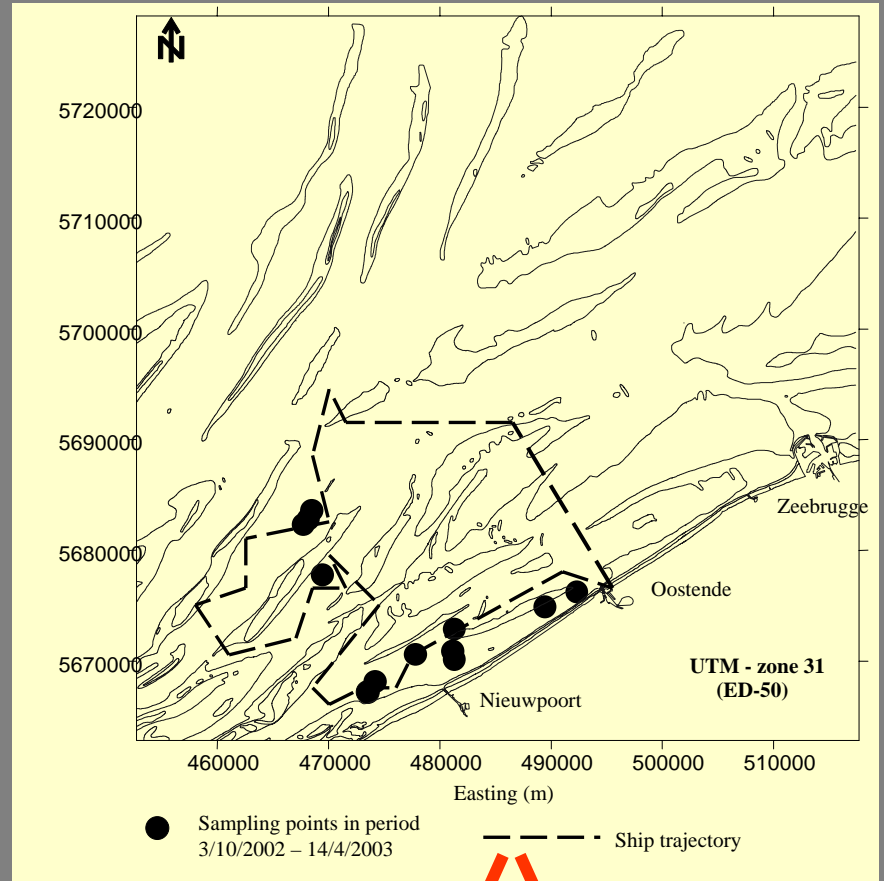 N
5720000
5710000
5700000
5690000
Zeebrugge
5680000
Oostende
5670000
UTM - zone 31
(ED-50)
Nieuwpoort
460000 470000 480000 490000 500000 510000
Easting (m)
Sampling points in period
3/10/2002 – 14/4/2003
Ship trajectory